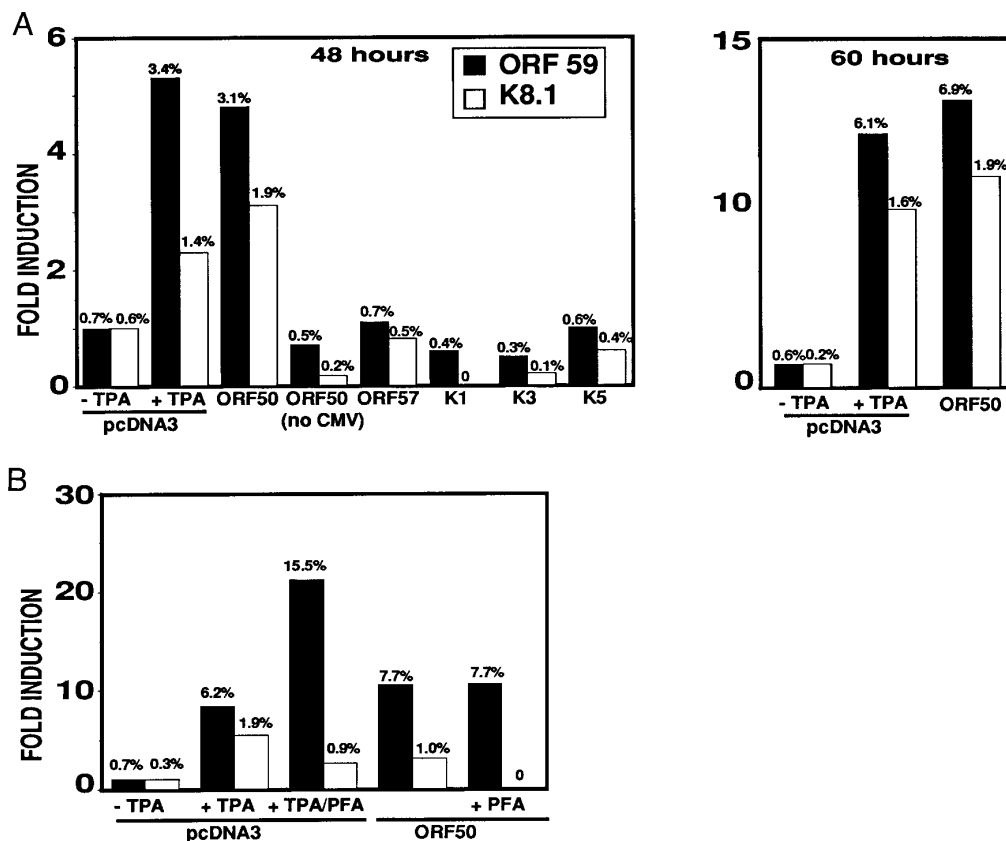 A
48 hours
ORF 59
K8.1
FOLD INDUCTION
6
4
2
0
0.7%
0.6%
3.4%
1.4%
3.1%
1.9%
0.5%
0.2%
0.7%
0.5%
0.4%
0
0.3%
0.1%
0.6%
0.4%
- TPA
+ TPA
ORF50
ORF50
ORF57
K1
K3
K5
pcDNA3
(no CMV)
60 hours
15
10
0
0.6%
0.2%
6.1%
1.6%
6.9%
1.9%
- TPA
+ TPA
ORF50
pcDNA3
B
FOLD INDUCTION
30
20
10
0
0.7%
0.3%
6.2%
1.9%
15.5%
0.9%
7.7%
1.0%
7.7%
0
- TPA
+ TPA
+ TPA/PFA
+ PFA
pcDNA3
ORF50